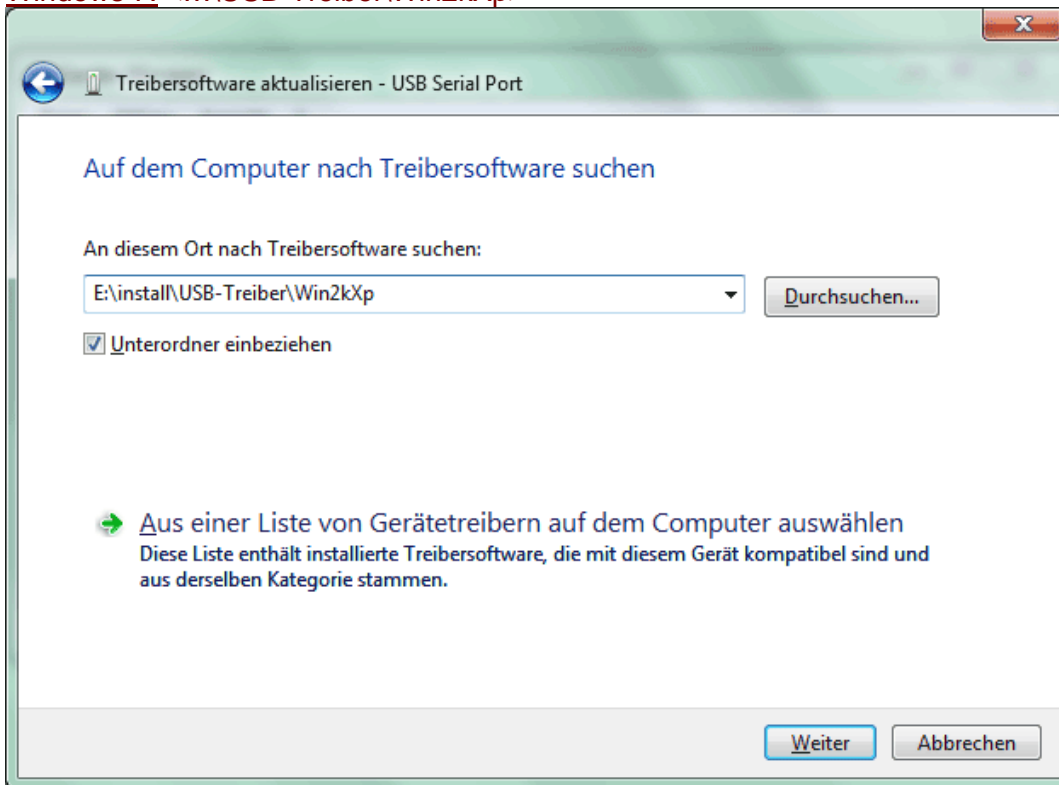 Treibersoftware aktualisieren - USB Serial Port
Auf dem Computer nach Treibersoftware suchen
An diesem Ort nach Treibersoftware suchen:
E:\install\USB-Treiber\Win2kXp
Durchsuchen...
Unterordner einbeziehen
Aus einer Liste von Gerätetreibern auf dem Computer auswählen
Diese Liste enthält installierte Treibersoftware, die mit diesem Gerät kompatibel sind und
aus derselben Kategorie stammen.
Weiter
Abbrechen